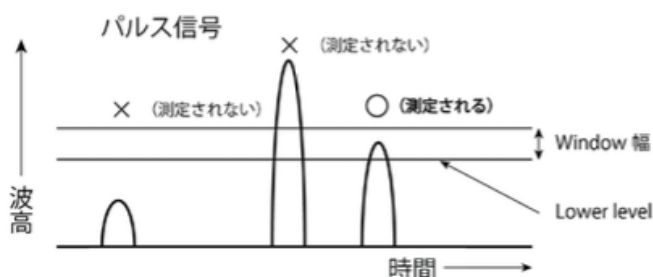 パルス信号
× (測定されない)
× (測定されない)
○ (測定される)
Window 幅
Lower level
波高
時間